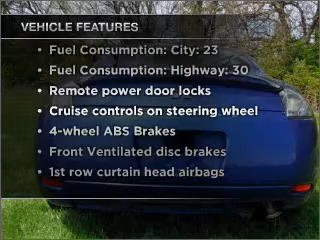 VEHICLE FEATURES
• Fuel Consumption: City: 23
• Fuel Consumption: Highway: 30
• Remote power door locks
• Cruise controls on steering wheel
• 4-wheel ABS Brakes
• Front Ventilated disc brakes
• 1st row curtain head airbags